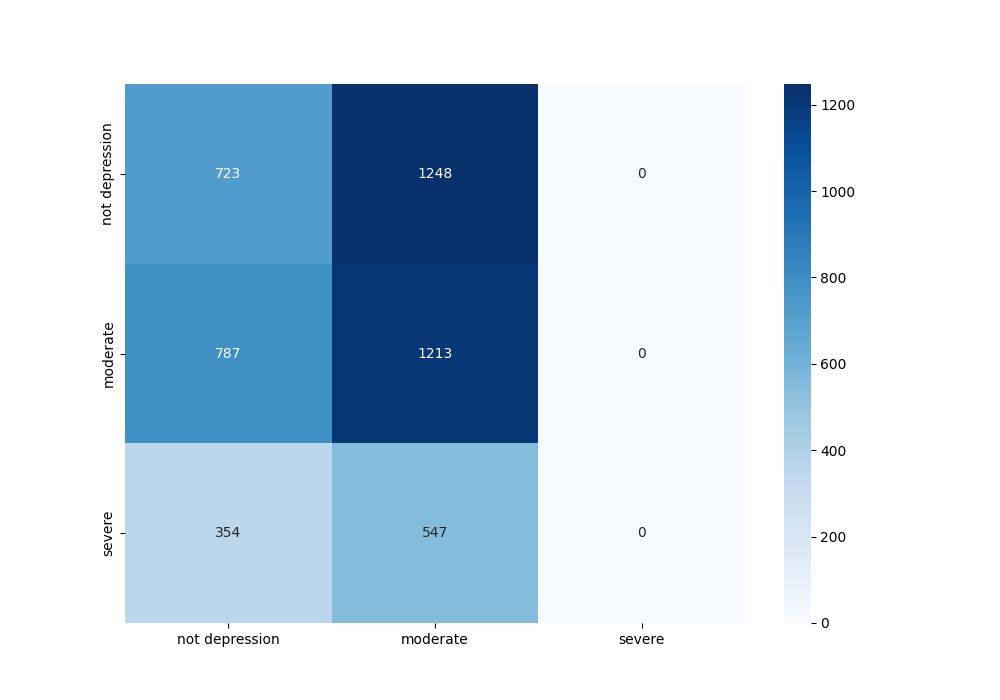 not depression
723
1248
0
moderate
787
1213
0
severe
354
547
0
not depression
moderate
severe
1200
1000
800
600
400
200
0